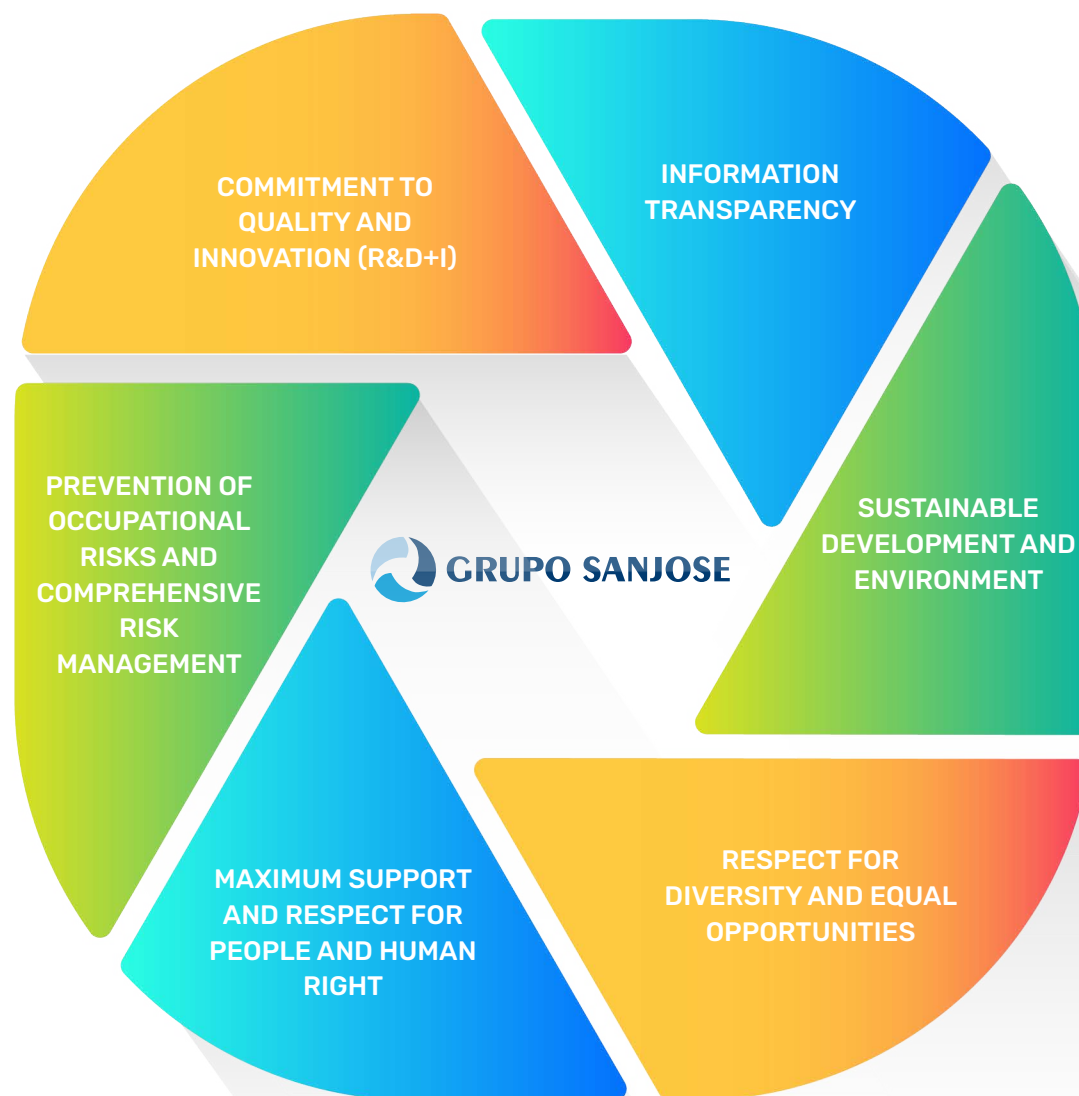 COMMITMENT TO
QUALITY AND
INNOVATION (R&D+I)
INFORMATION
TRANSPARENCY
SUSTAINABLE
DEVELOPMENT AND
ENVIRONMENT
RESPECT FOR
DIVERSITY AND EQUAL
OPPORTUNITIES
MAXIMUM SUPPORT
AND RESPECT FOR
PEOPLE AND HUMAN
RIGHT
PREVENTION OF
OCCUPATIONAL
RISKS AND
COMPREHENSIVE
RISK
MANAGEMENT
GRUPO SANJOSE